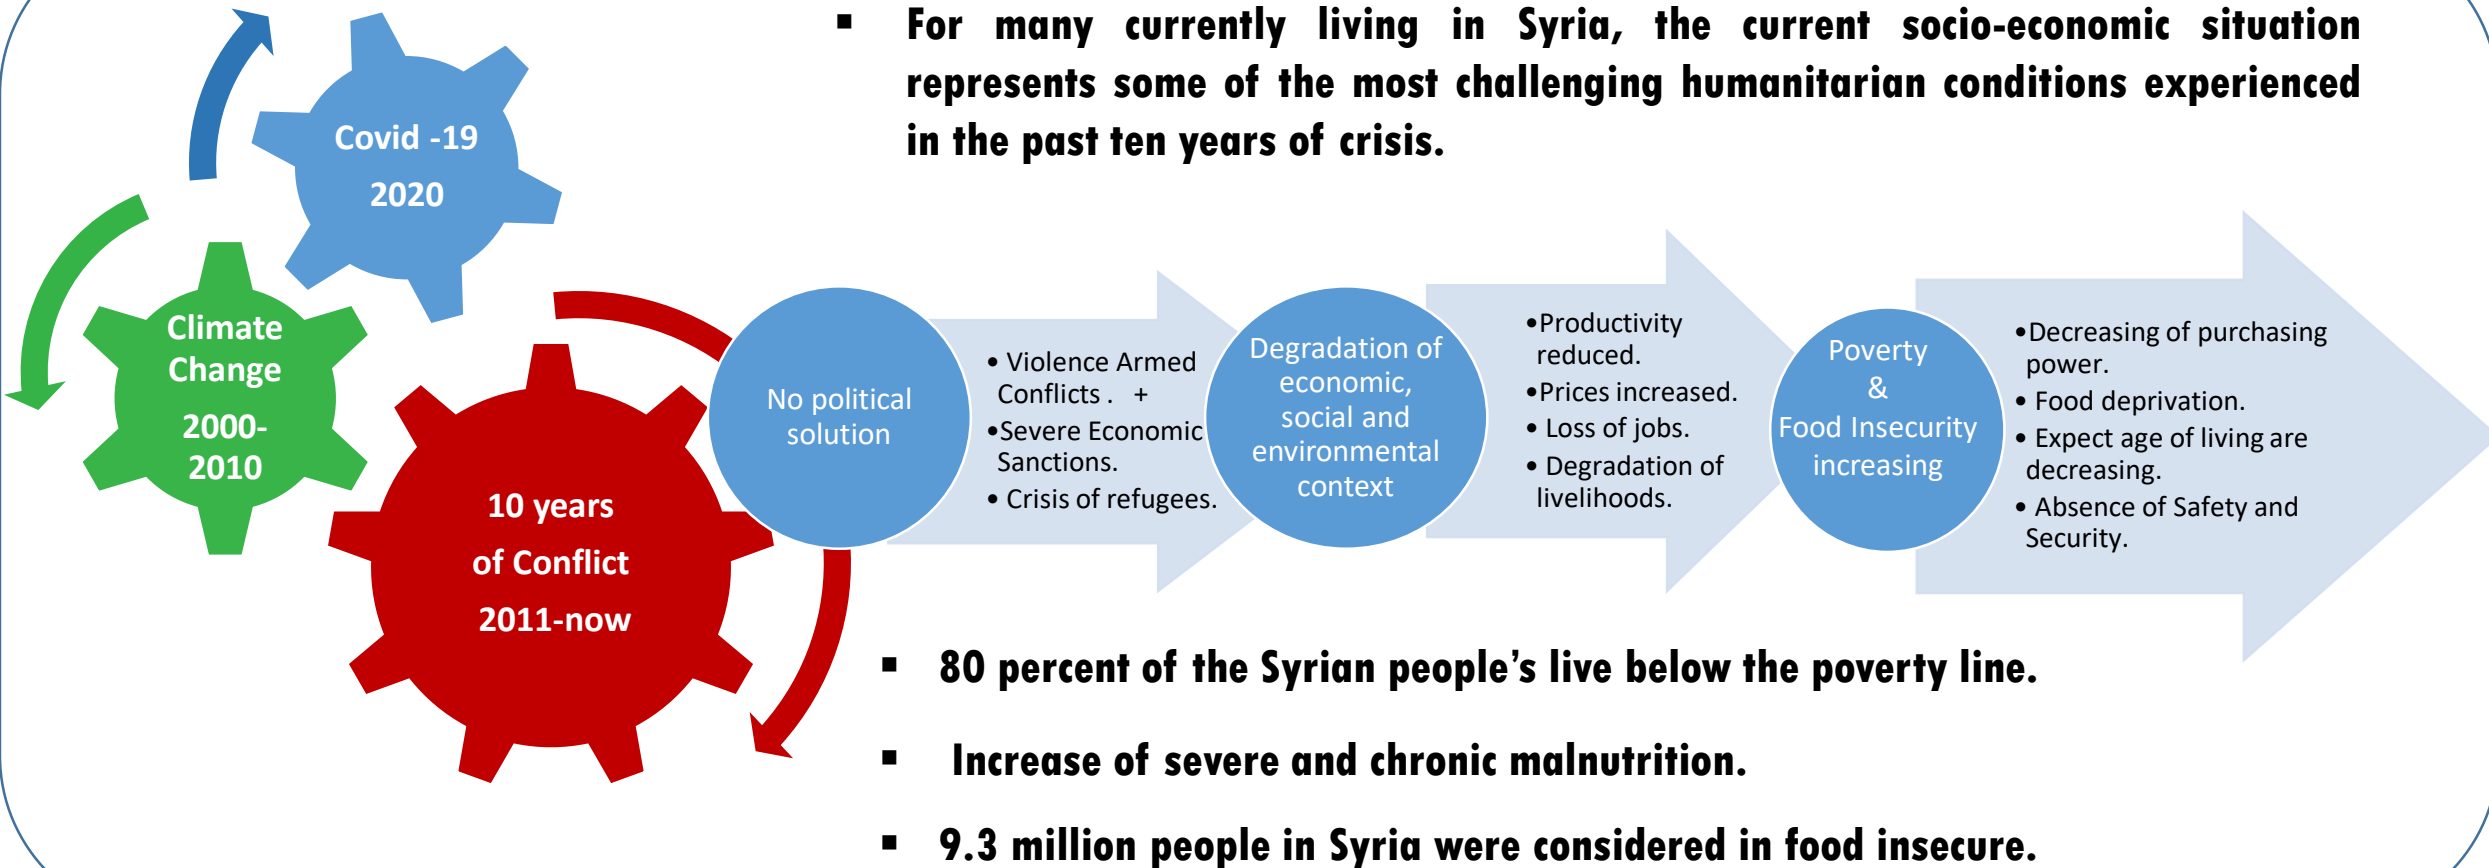 ▪ For many currently living in Syria, the current socio-economic situation
represents some of the most challenging humanitarian conditions experienced
in the past ten years of crisis.
Covid -19
2020
Climate
Change
2000-
2010
10 years
of Conflict
2011-now
No political
solution
• Violence Armed
Conflicts . +
•Severe Economic
Sanctions.
• Crisis of refugees.
Degradation of
economic,
social and
environmental
context
•Productivity
reduced.
•Prices increased.
• Loss of jobs.
• Degradation of
livelihoods.
Poverty
&
Food Insecurity
increasing
•Decreasing of purchasing
power.
• Food deprivation.
• Expect age of living are
decreasing.
• Absence of Safety and
Security.
▪ 80 percent of the Syrian people’s live below the poverty line.
▪ Increase of severe and chronic malnutrition.
▪ 9.3 million people in Syria were considered in food insecure.